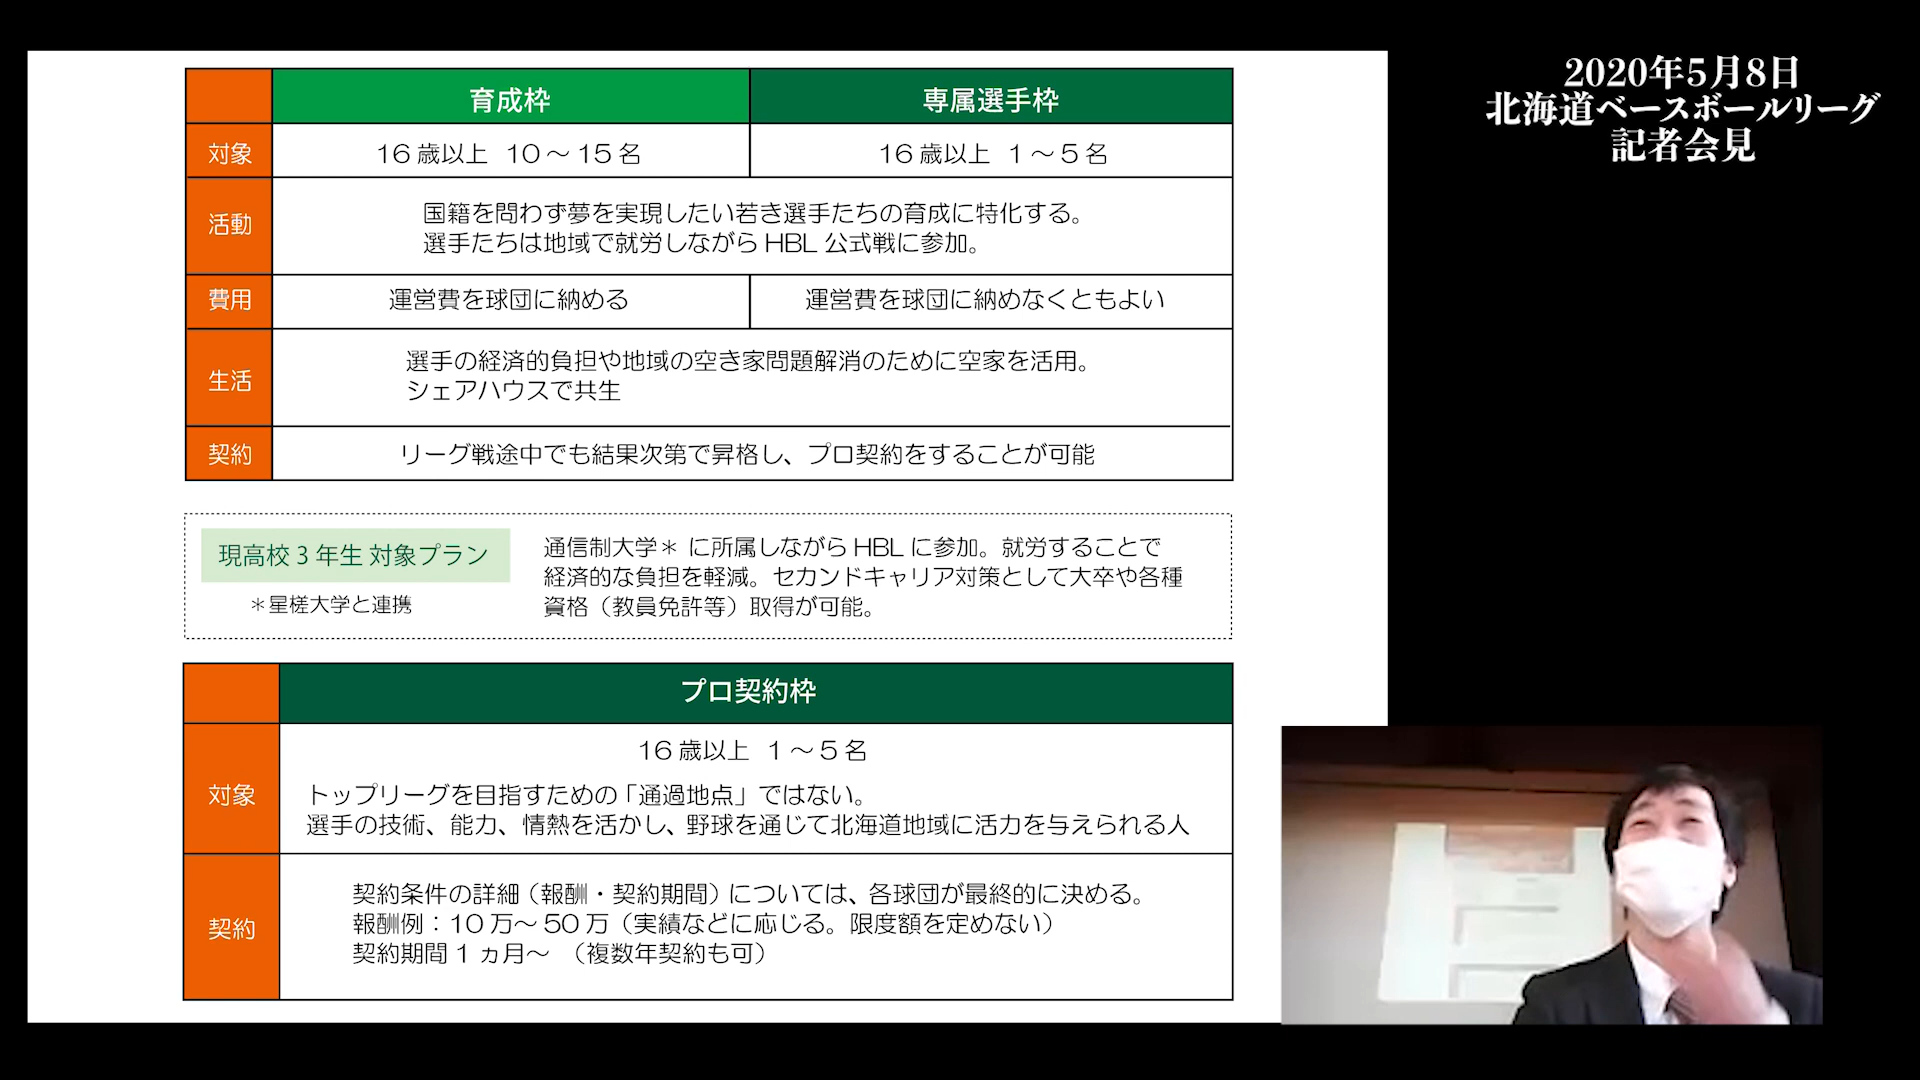 2020年5月8日
北海道ベースボールリーグ
記者会見
育成枠 専属選手枠
対象 16歳以上 10～15名 16歳以上 1～5名
活動 国籍を問わず夢を実現したい若き選手たちの育成に特化する。
選手たちは地域で就労しながらHBL公式戦に参加。
費用 運営費を球団に納める 運営費を球団に納めなくともよい
生活 選手の経済的負担や地域の空き家問題解消のために空家を活用。
シェアハウスで共生
契約 リーグ戦途中でも結果次第で昇格し、プロ契約をすることが可能
現高校3年生 対象プラン
＊星槎大学と連携
通信制大学＊ に所属しながらHBLに参加。就労することで
経済的な負担を軽減。セカンドキャリア対策として大卒や各種
資格（教員免許等）取得が可能。
プロ契約枠
対象 16歳以上 1～5名
トップリーグを目指すための「通過地点」ではない。
選手の技術、能力、情熱を活かし、野球を通じて北海道地域に活力を与えられる人
契約 契約条件の詳細（報酬・契約期間）については、各球団が最終的に決める。
報酬例：10万～50万（実績などに応じる。限度額を定めない）
契約期間1ヵ月～ （複数年契約も可）